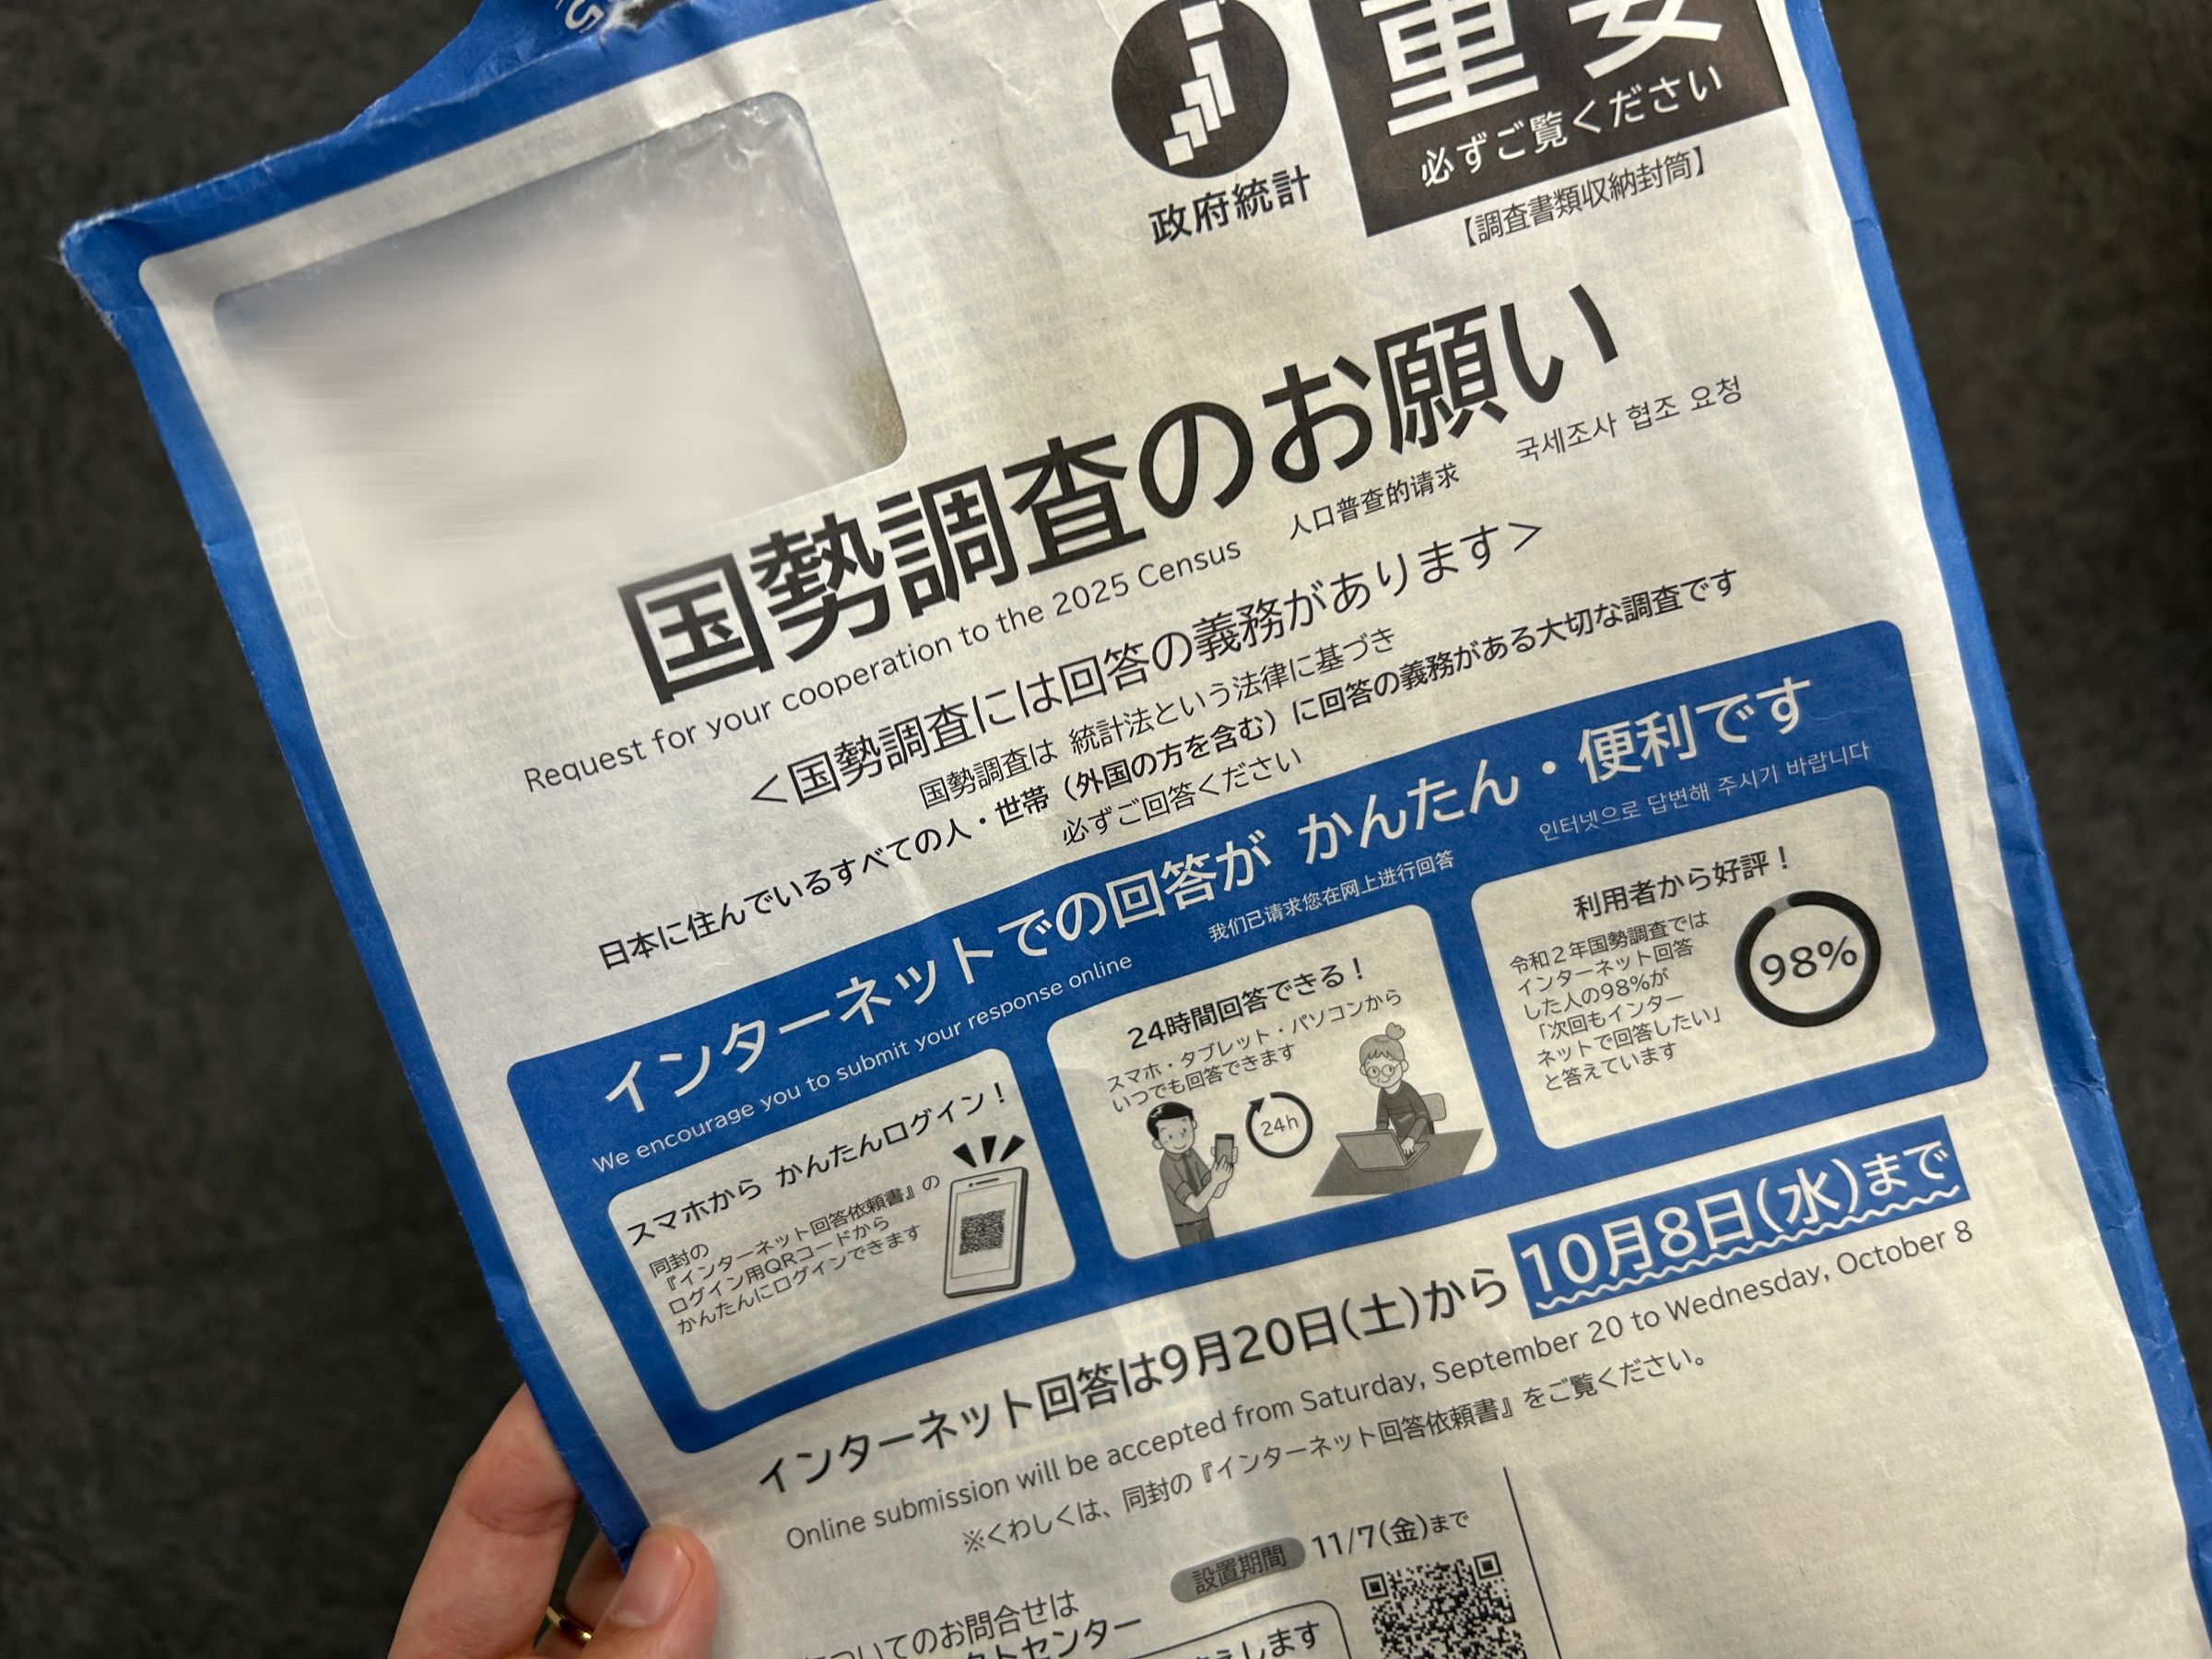 重要
必ずご覧ください
【調査書類収納封筒】
政府統計
国勢調査のお願い
Request for your cooperation to the 2025 Census
人口普查的请求
국세조사 협조 요청
＜国勢調査には回答の義務があります＞
国勢調査は 統計法という法律に基づき
日本に住んでいるすべての人・世帯（外国の方を含む）に回答の義務がある大切な調査です
必ずご回答ください
インターネットでの回答が かんたん・便利です
We encourage you to submit your response online
我们已请求您在网上进行回答
인터넷으로 답변해 주시기 바랍니다
スマホから かんたんログイン！
同封の
『インターネット回答依頼書』の
ログイン用QRコードから
かんたんにログインできます
24時間回答できる！
スマホ・タブレット・パソコンから
いつでも回答できます
24h
利用者から好評！
令和２年国勢調査では
インターネット回答
した人の98%が
「次回もインター
ネットで回答したい」
と答えています
98%
インターネット回答は9月20日(土)から 10月8日(水)まで
Online submission will be accepted from Saturday, September 20 to Wednesday, October 8
※くわしくは、同封の『インターネット回答依頼書』をご覧ください。
設置期間 11/7(金)まで
ついてのお問合せは
クトセンター
えします